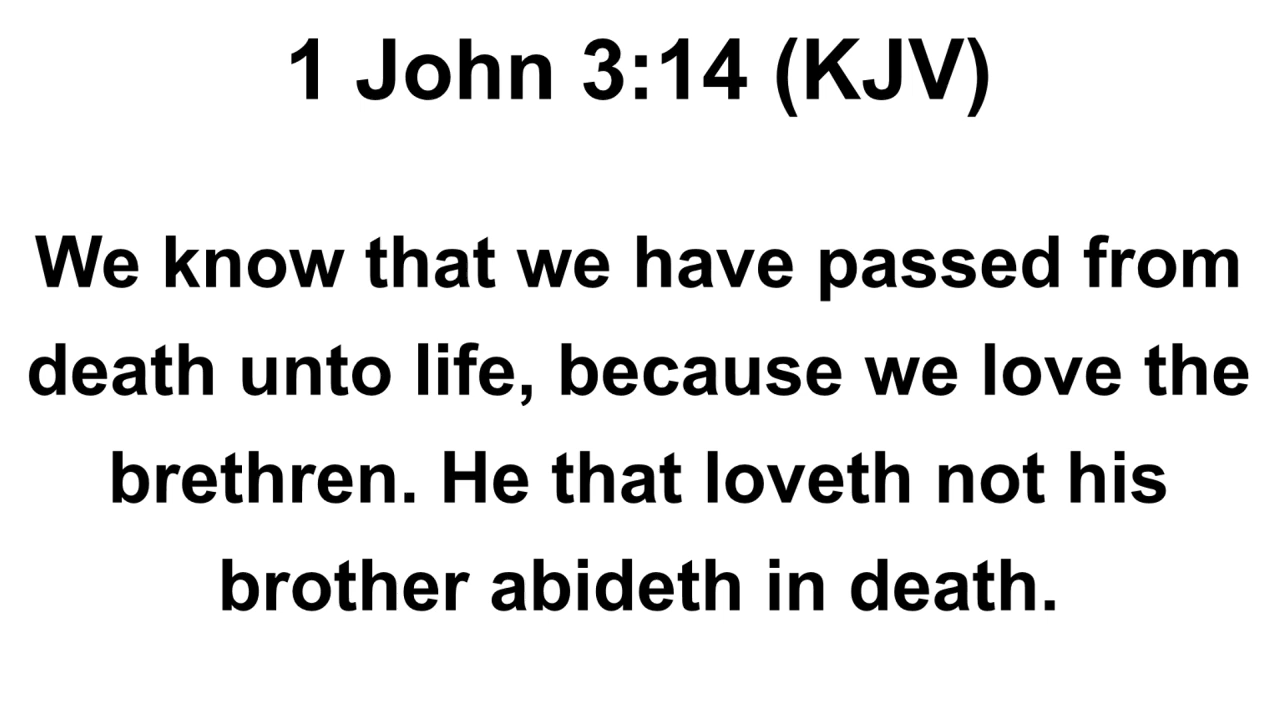 1 John 3:14 (KJV)
We know that we have passed from
death unto life, because we love the
brethren. He that loveth not his
brother abideth in death.